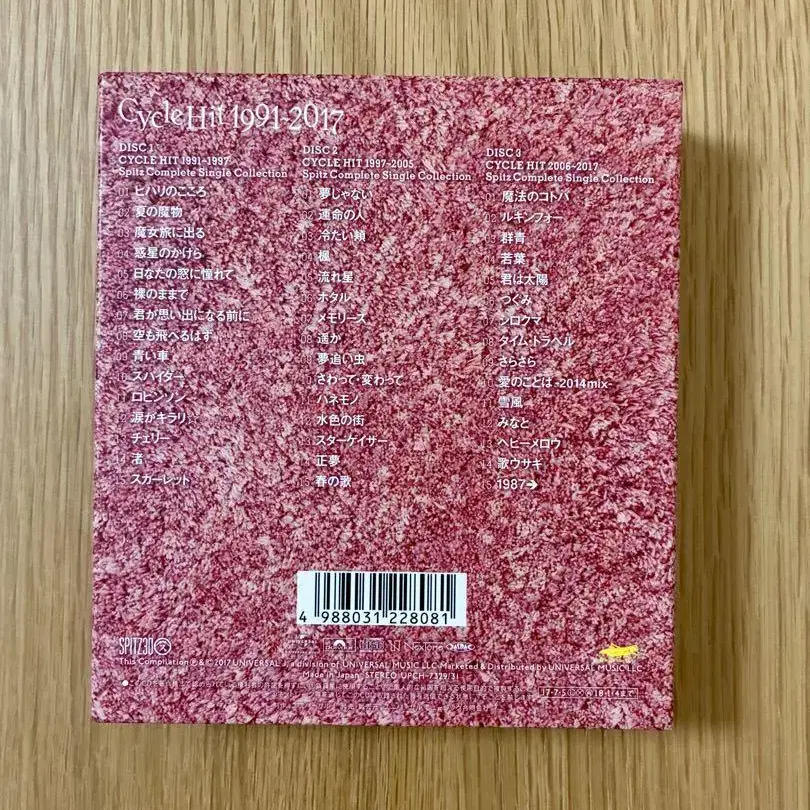 CycleHit 1991-2017
DISC 1
CYCLE HIT 1991-1997
Spitz Complete Single Collection
01 ヒバリのこころ
02 夏の魔物
03 魔女旅に出る
04 惑星のかけら
05 日なたの窓に憧れて
06 裸のままで
07 君が思い出になる前に
08 空も飛べるはず
09 青い車
10 スパイダー
11 ロビンソン
12 涙がキラリ☆
13 チェリー
14 渚
15 スカーレット
DISC 2
CYCLE HIT 1997-2005
Spitz Complete Single Collection
01 夢じゃない
02 運命の人
03 冷たい頬
04 楓
05 流れ星
06 ホタル
07 メモリーズ
08 遥か
09 夢追い虫
10 さわって・変わって
11 ハネモノ
12 水色の街
13 スターゲイザー
14 正夢
15 春の歌
DISC 3
CYCLE HIT 2006-2017
Spitz Complete Single Collection
01 魔法のコトバ
02 ルキンフォー
03 群青
04 若葉
05 君は太陽
06 つぐみ
07 シロクマ
08 タイム・トラベル
09 さらさら
10 愛のことば -2014mix-
11 雪風
12 みなと
13 ヘビーメロウ
14 歌ウサギ
15 1987→
4 988031 228081
SPITZ30
NexTone
This Compilation ℗ & © 2017 UNIVERSAL J, a division of UNIVERSAL MUSIC LLC Marketed & Distributed by UNIVERSAL MUSIC LLC
Made in Japan. STEREO UPCH-7329/31